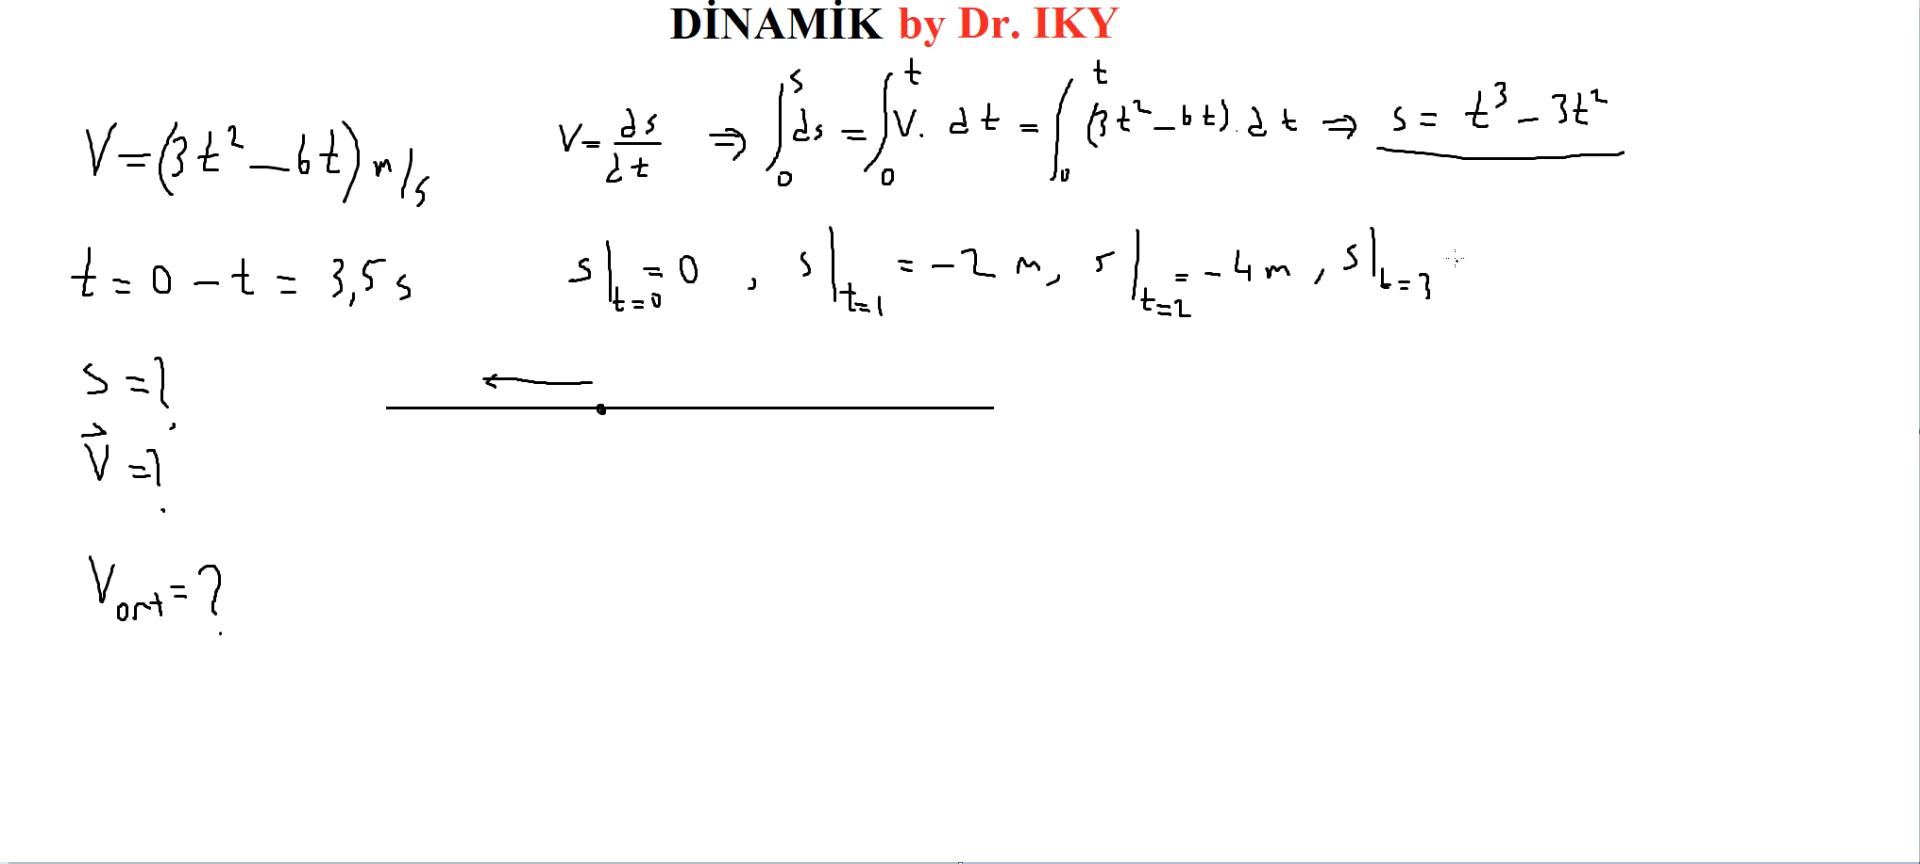 DİNAMİK by Dr. IKY
V=(3t²-6t) m/s
V=ds/dt ⇒ ∫₀ˢ ds = ∫₀ᵗ V. dt = ∫₀ᵗ (3t²-6t).dt ⇒ s= t³-3t²
t=0-t= 3,5 s
s|t=0 = 0 , s|t=1 = -2 m, s|t=2 = -4 m, s|t=3
s=?
V⃗=?
Vort=?